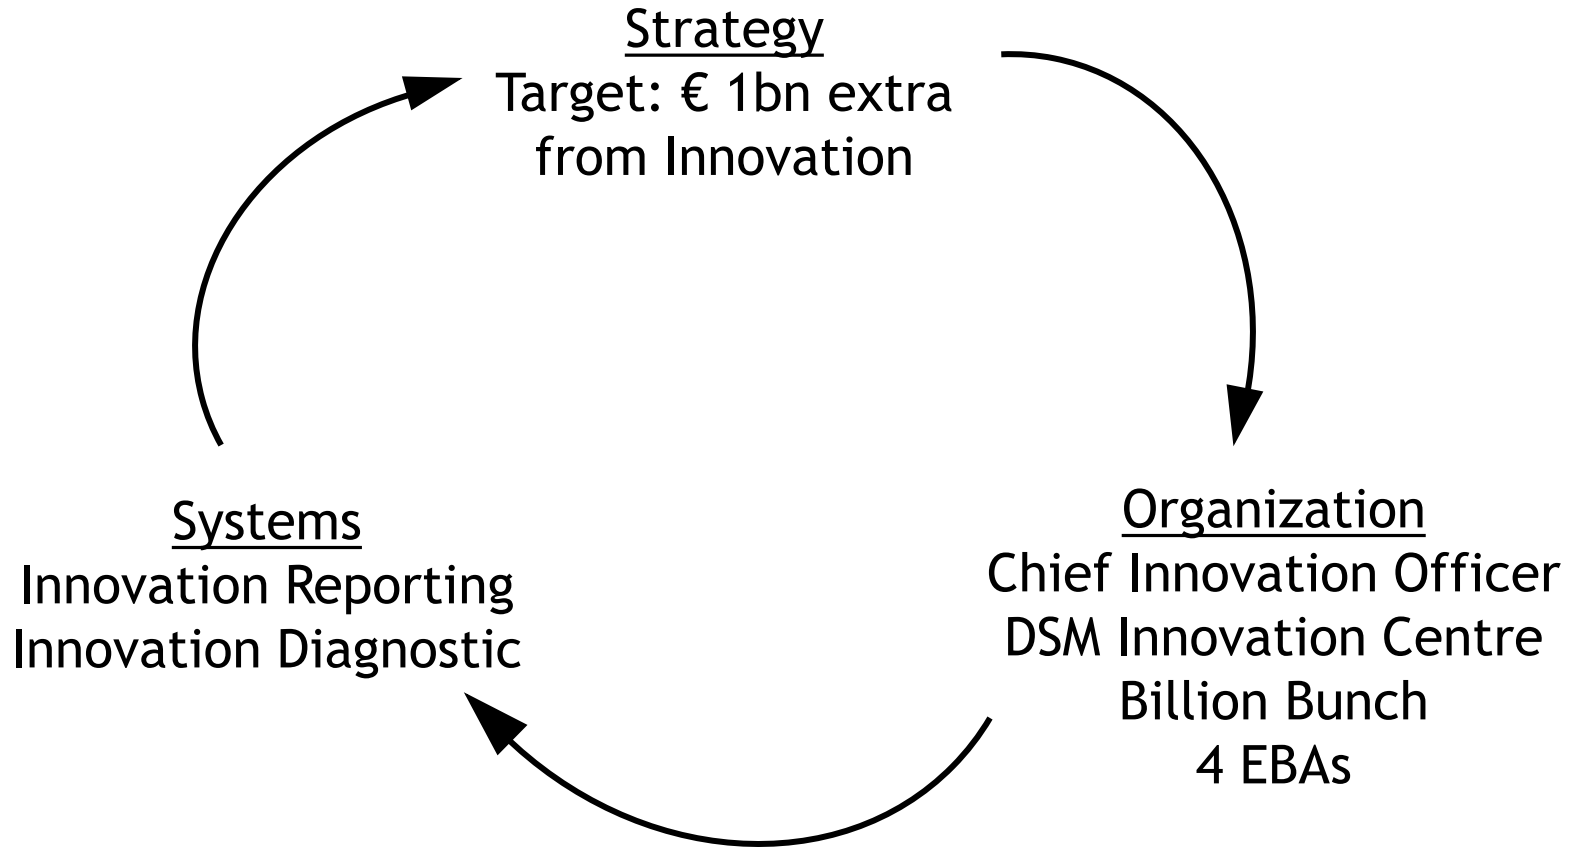 Strategy
Target: € 1bn extra
from Innovation
Organization
Chief Innovation Officer
DSM Innovation Centre
Billion Bunch
4 EBAs
Systems
Innovation Reporting
Innovation Diagnostic